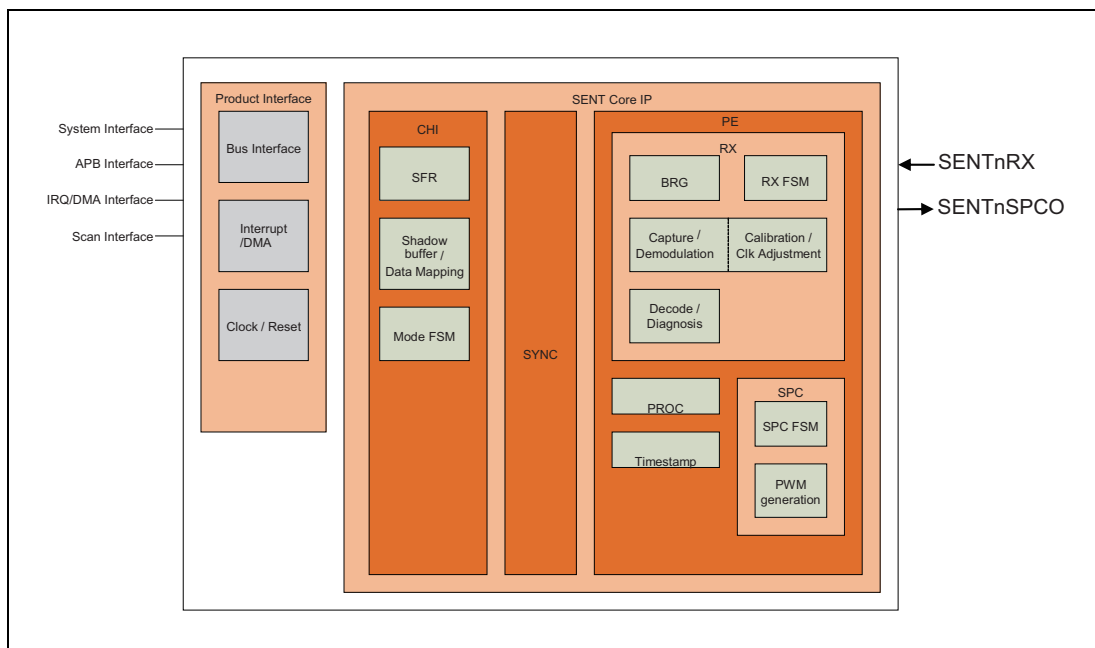 Product Interface
SENT Core IP
System Interface
APB Interface
IRQ/DMA Interface
Scan Interface
Bus Interface
Interrupt
/DMA
Clock / Reset
CHI
SFR
Shadow
buffer /
Data Mapping
Mode FSM
SYNC
PE
RX
BRG
RX FSM
Capture /
Demodulation
Calibration /
Clk Adjustment
Decode /
Diagnosis
PROC
Timestamp
SPC
SPC FSM
PWM
generation
SENTnRX
SENTnSPCO